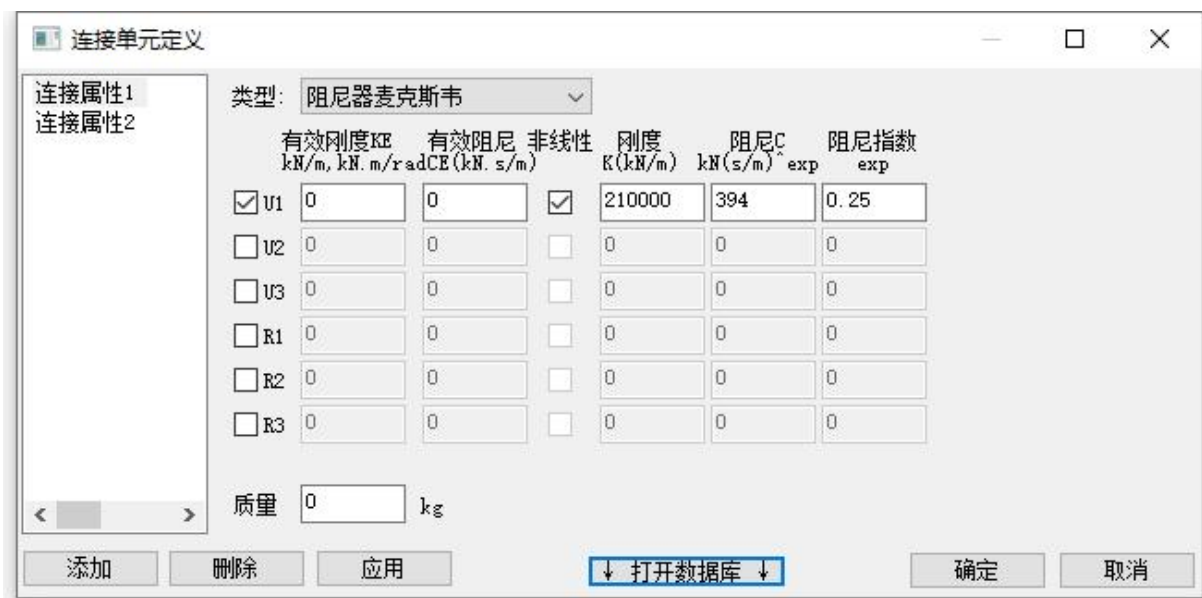 连接单元定义
连接属性1
连接属性2
类型: 阻尼器麦克斯韦
有效刚度KE 有效阻尼 非线性 刚度 阻尼C 阻尼指数
kN/m,kN.m/radCE(kN.s/m) K(kN/m) kN(s/m)^exp exp
U1 0 0 210000 394 0.25
U2 0 0 0 0 0
U3 0 0 0 0 0
R1 0 0 0 0 0
R2 0 0 0 0 0
R3 0 0 0 0 0
质量 0 kg
添加 删除 应用 ↓ 打开数据库 ↓ 确定 取消